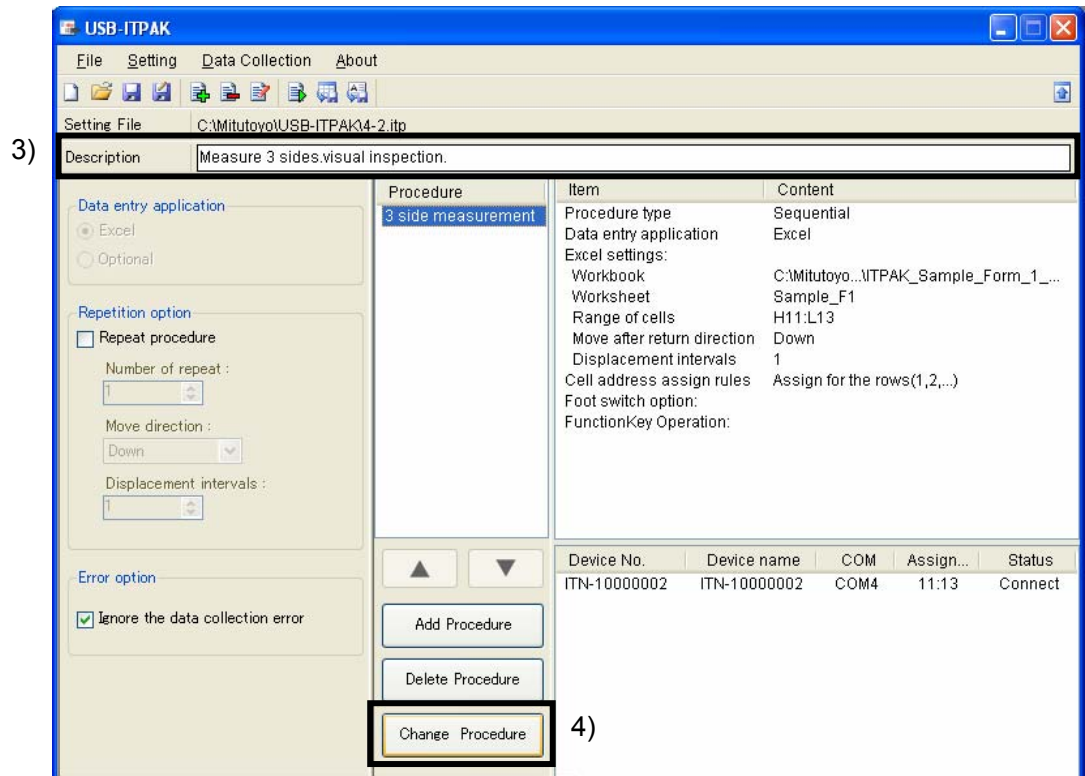 USB-ITPAK
File Setting Data Collection About
Setting File C:\Mitutoyo\USB-ITPAK\4-2.itp
3)
Description Measure 3 sides.visual inspection.
Data entry application
Excel
Optional
Repetition option
Repeat procedure
Number of repeat :
1
Move direction :
Down
Displacement intervals :
1
Error option
Ignore the data collection error
Procedure
3 side measurement
Add Procedure
Delete Procedure
Change Procedure
4)
Item Content
Procedure type Sequential
Data entry application Excel
Excel settings:
Workbook C:\Mitutoyo...\ITPAK_Sample_Form_1_...
Worksheet Sample_F1
Range of cells H11:L13
Move after return direction Down
Displacement intervals 1
Cell address assign rules Assign for the rows(1,2,...)
Foot switch option:
FunctionKey Operation:
Device No. Device name COM Assign... Status
ITN-10000002 ITN-10000002 COM4 11:13 Connect